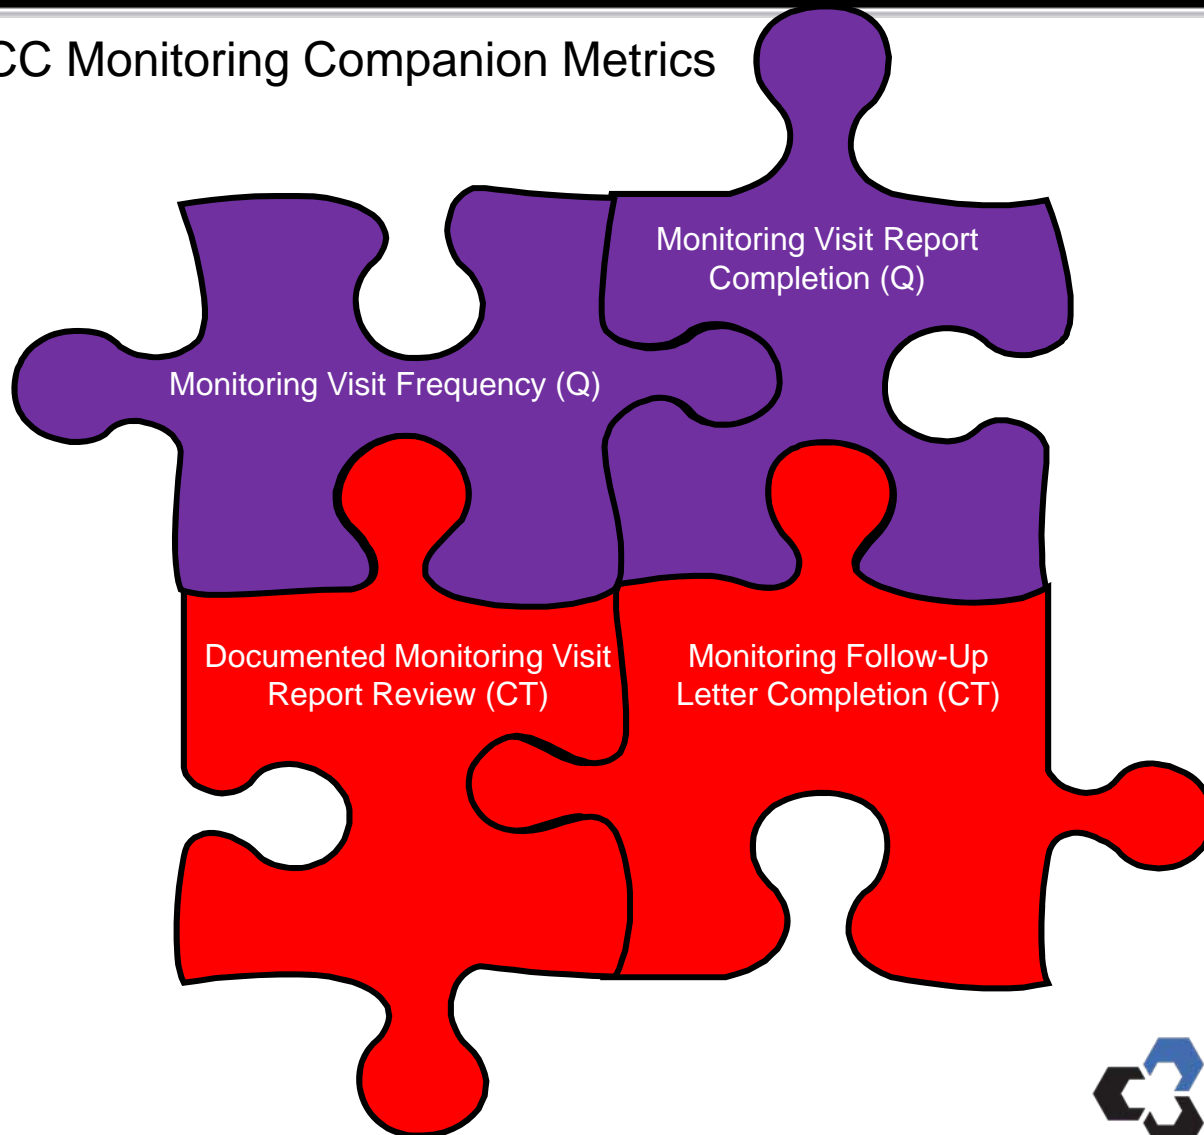 CC Monitoring Companion Metrics
Monitoring Visit Report
Completion (Q)
Monitoring Visit Frequency (Q)
Documented Monitoring Visit
Report Review (CT)
Monitoring Follow-Up
Letter Completion (CT)